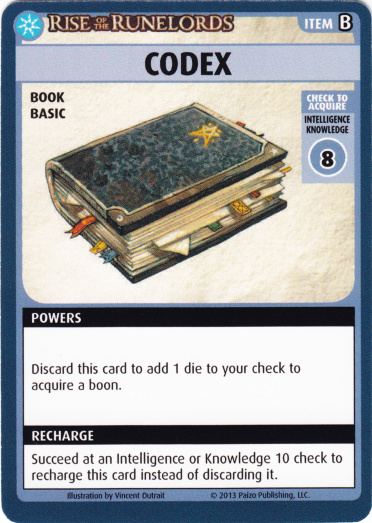 RISE OF THE RUNELORDS
ITEM B
CODEX
BOOK
BASIC
CHECK TO
ACQUIRE
INTELLIGENCE
KNOWLEDGE
8
POWERS
Discard this card to add 1 die to your check to
acquire a boon.
RECHARGE
Succeed at an Intelligence or Knowledge 10 check to
recharge this card instead of discarding it.
Illustration by Vincent Dutrait © 2013 Paizo Publishing, LLC.